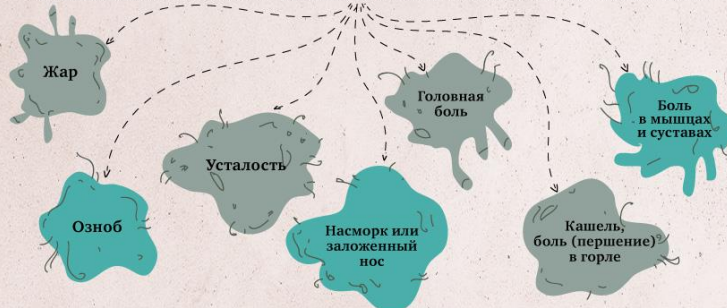 Жар
Головная
боль
Боль
в мышцах
и суставах
Усталость
Озноб
Насморк или
заложенный
нос
Кашель,
боль (першение)
в горле